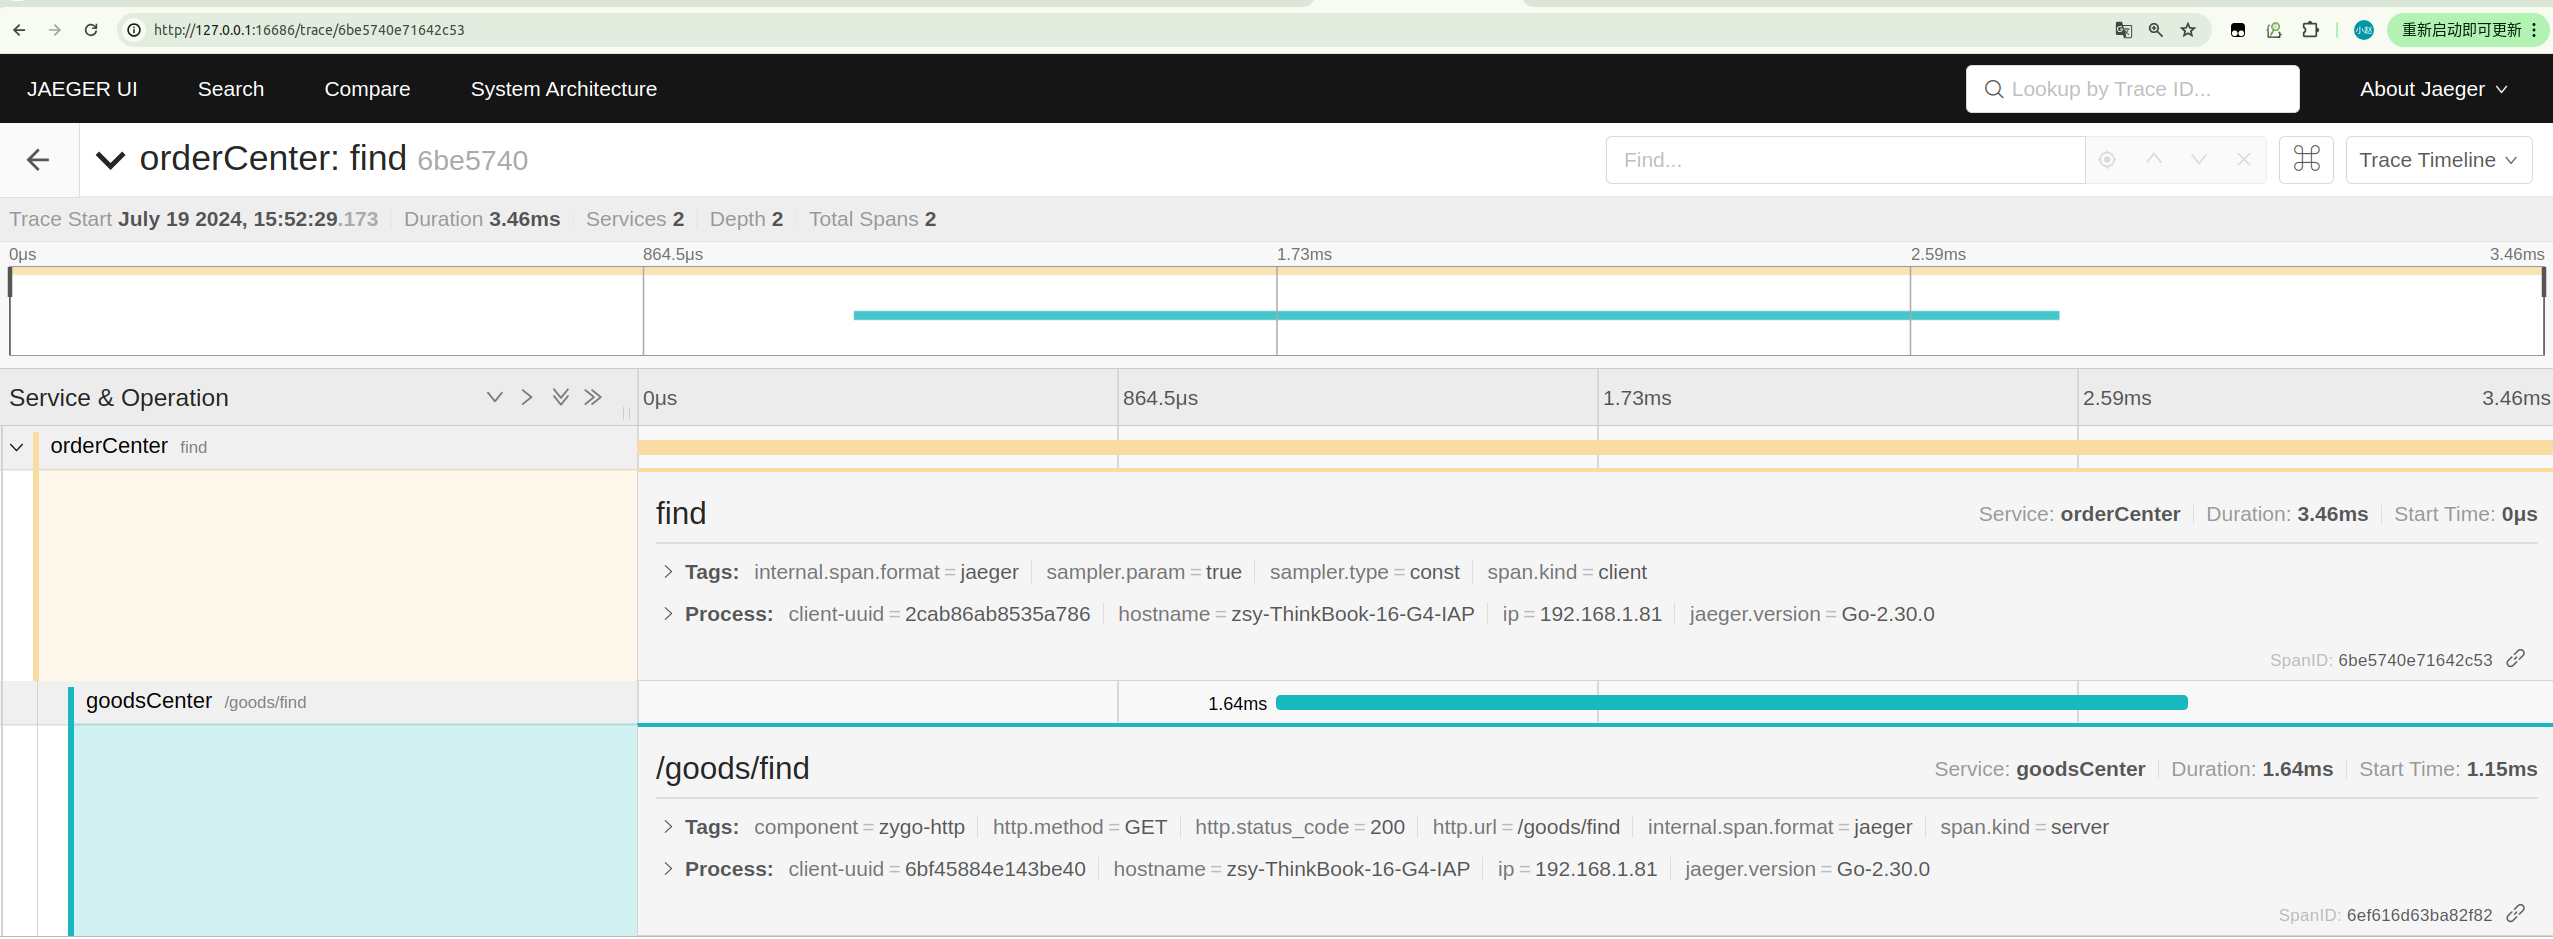 http://127.0.0.1:16686/trace/6be5740e71642c53
小赵
重新启动即可更新
JAEGER UI Search Compare System Architecture Lookup by Trace ID... About Jaeger
orderCenter: find 6be5740 Find... Trace Timeline
Trace Start July 19 2024, 15:52:29.173 Duration 3.46ms Services 2 Depth 2 Total Spans 2
0μs 864.5μs 1.73ms 2.59ms 3.46ms
Service & Operation 0μs 864.5μs 1.73ms 2.59ms 3.46ms
orderCenter find
find Service: orderCenter Duration: 3.46ms Start Time: 0μs
Tags: internal.span.format = jaeger sampler.param = true sampler.type = const span.kind = client
Process: client-uuid = 2cab86ab8535a786 hostname = zsy-ThinkBook-16-G4-IAP ip = 192.168.1.81 jaeger.version = Go-2.30.0
SpanID: 6be5740e71642c53
goodsCenter /goods/find 1.64ms
/goods/find Service: goodsCenter Duration: 1.64ms Start Time: 1.15ms
Tags: component = zygo-http http.method = GET http.status_code = 200 http.url = /goods/find internal.span.format = jaeger span.kind = server
Process: client-uuid = 6bf45884e143be40 hostname = zsy-ThinkBook-16-G4-IAP ip = 192.168.1.81 jaeger.version = Go-2.30.0
SpanID: 6ef616d63ba82f82